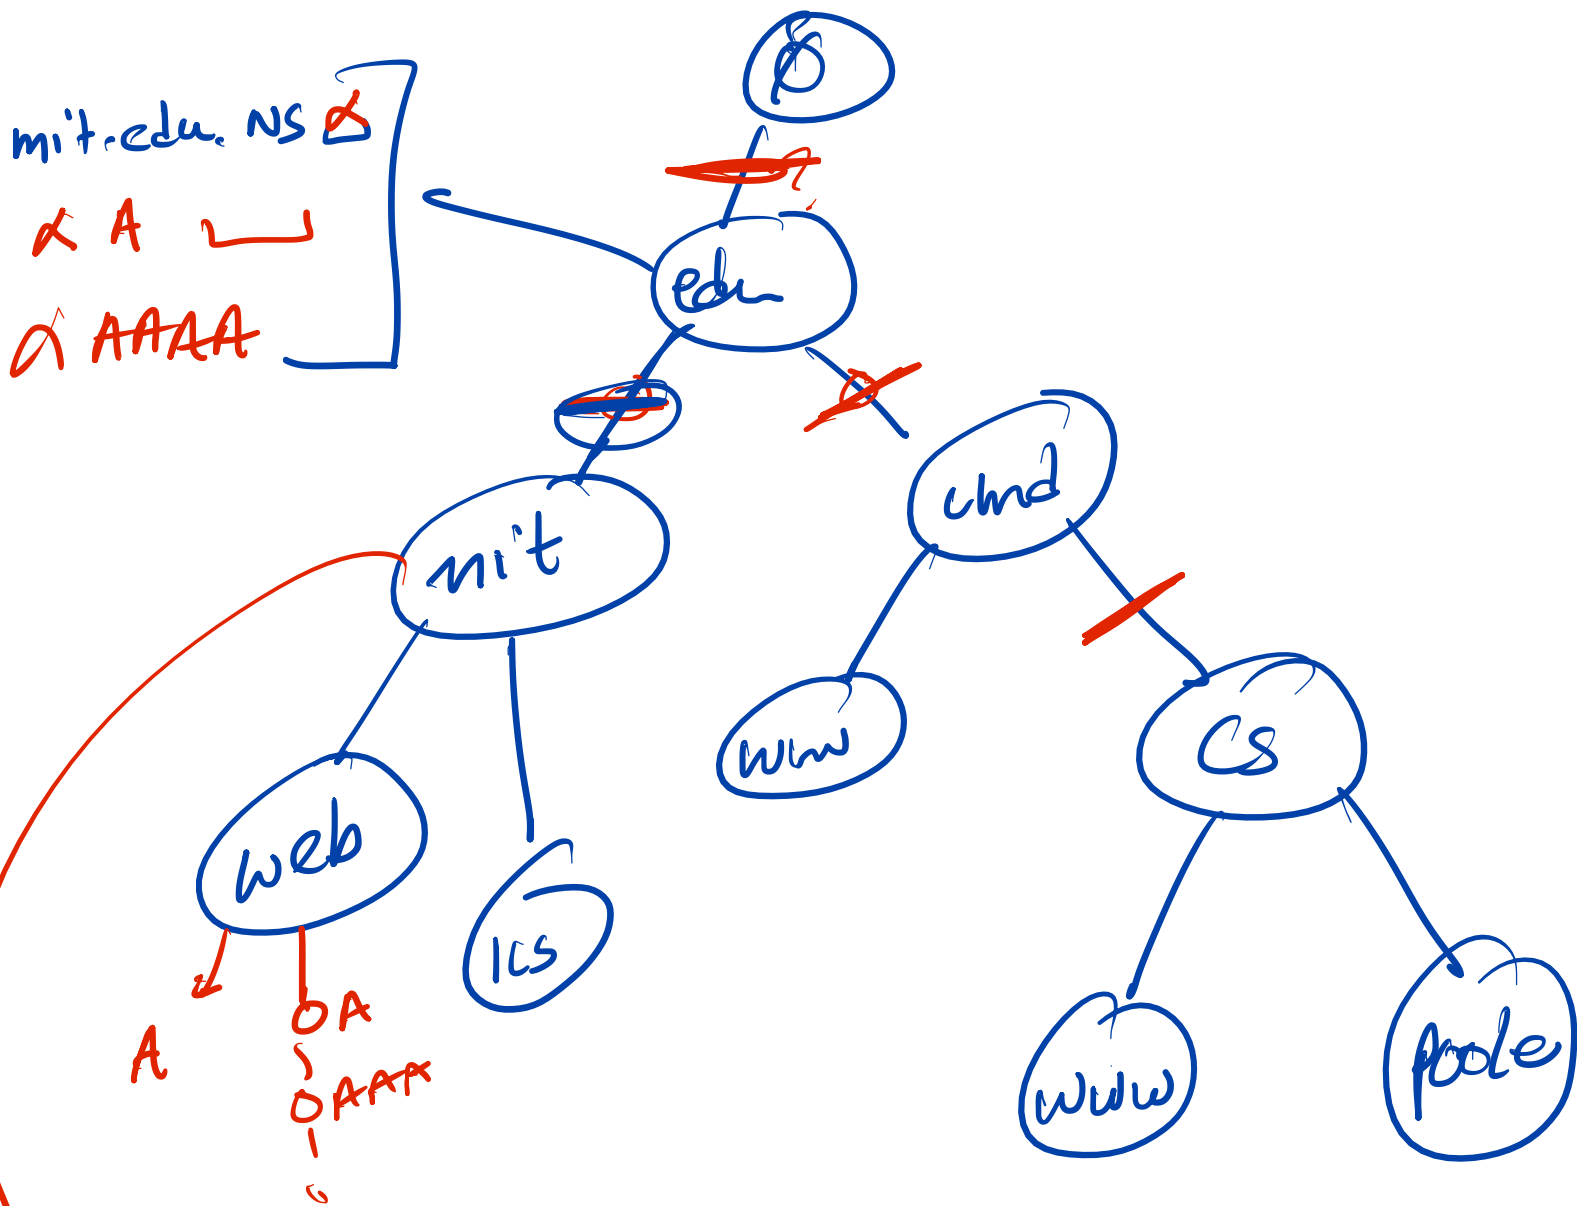 mit.edu. NS α
α A
α AAAA
edu
umd
mit
www
CS
web
ICS
A
A
AAAA
www
poole